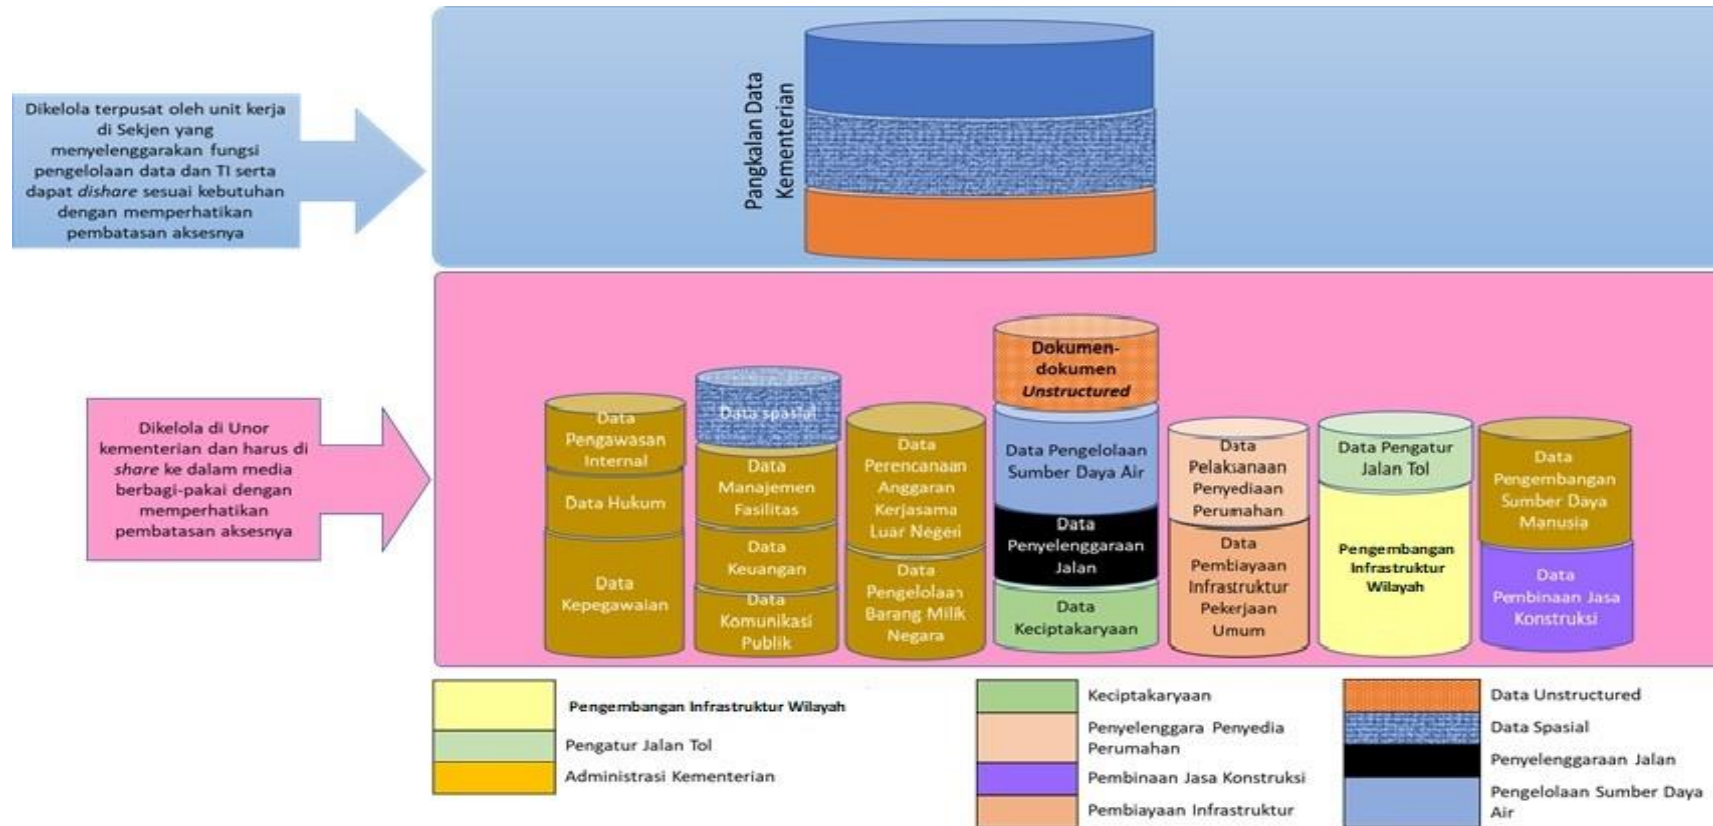 Dikelola terpusat oleh unit kerja
di Sekjen yang
menyelenggarakan fungsi
pengelolaan data dan TI serta
dapat dishare sesuai kebutuhan
dengan memperhatikan
pembatasan aksesnya
Pangkalan Data
Kementerian
Dikelola di Unor
kementerian dan harus di
share ke dalam media
berbagi-pakai dengan
memperhatikan
pembatasan aksesnya
Data
Pengawasan
Internal
Data Hukum
Data
Kepegawaian
Data spasial
Data
Manajemen
Fasilitas
Data
Keuangan
Data
Komunikasi
Publik
Data
Perencanaan
Anggaran
Kerjasama
Luar Negeri
Data
Pengelolaan
Barang Milik
Negara
Dokumen-
dokumen
Unstructured
Data Pengelolaan
Sumber Daya Air
Data
Penyelenggaraan
Jalan
Data
Keciptakaryaan
Data
Pelaksanaan
Penyediaan
Perumahan
Data
Pembiayaan
Infrastruktur
Pekerjaan
Umum
Data Pengatur
Jalan Tol
Pengembangan
Infrastruktur
Wilayah
Data
Pengembangan
Sumber Daya
Manusia
Data
Pembinaan Jasa
Konstruksi
Pengembangan Infrastruktur Wilayah
Pengatur Jalan Tol
Administrasi Kementerian
Keciptakaryaan
Penyelenggara Penyedia
Perumahan
Pembinaan Jasa Konstruksi
Pembiayaan Infrastruktur
Data Unstructured
Data Spasial
Penyelenggaraan Jalan
Pengelolaan Sumber Daya
Air